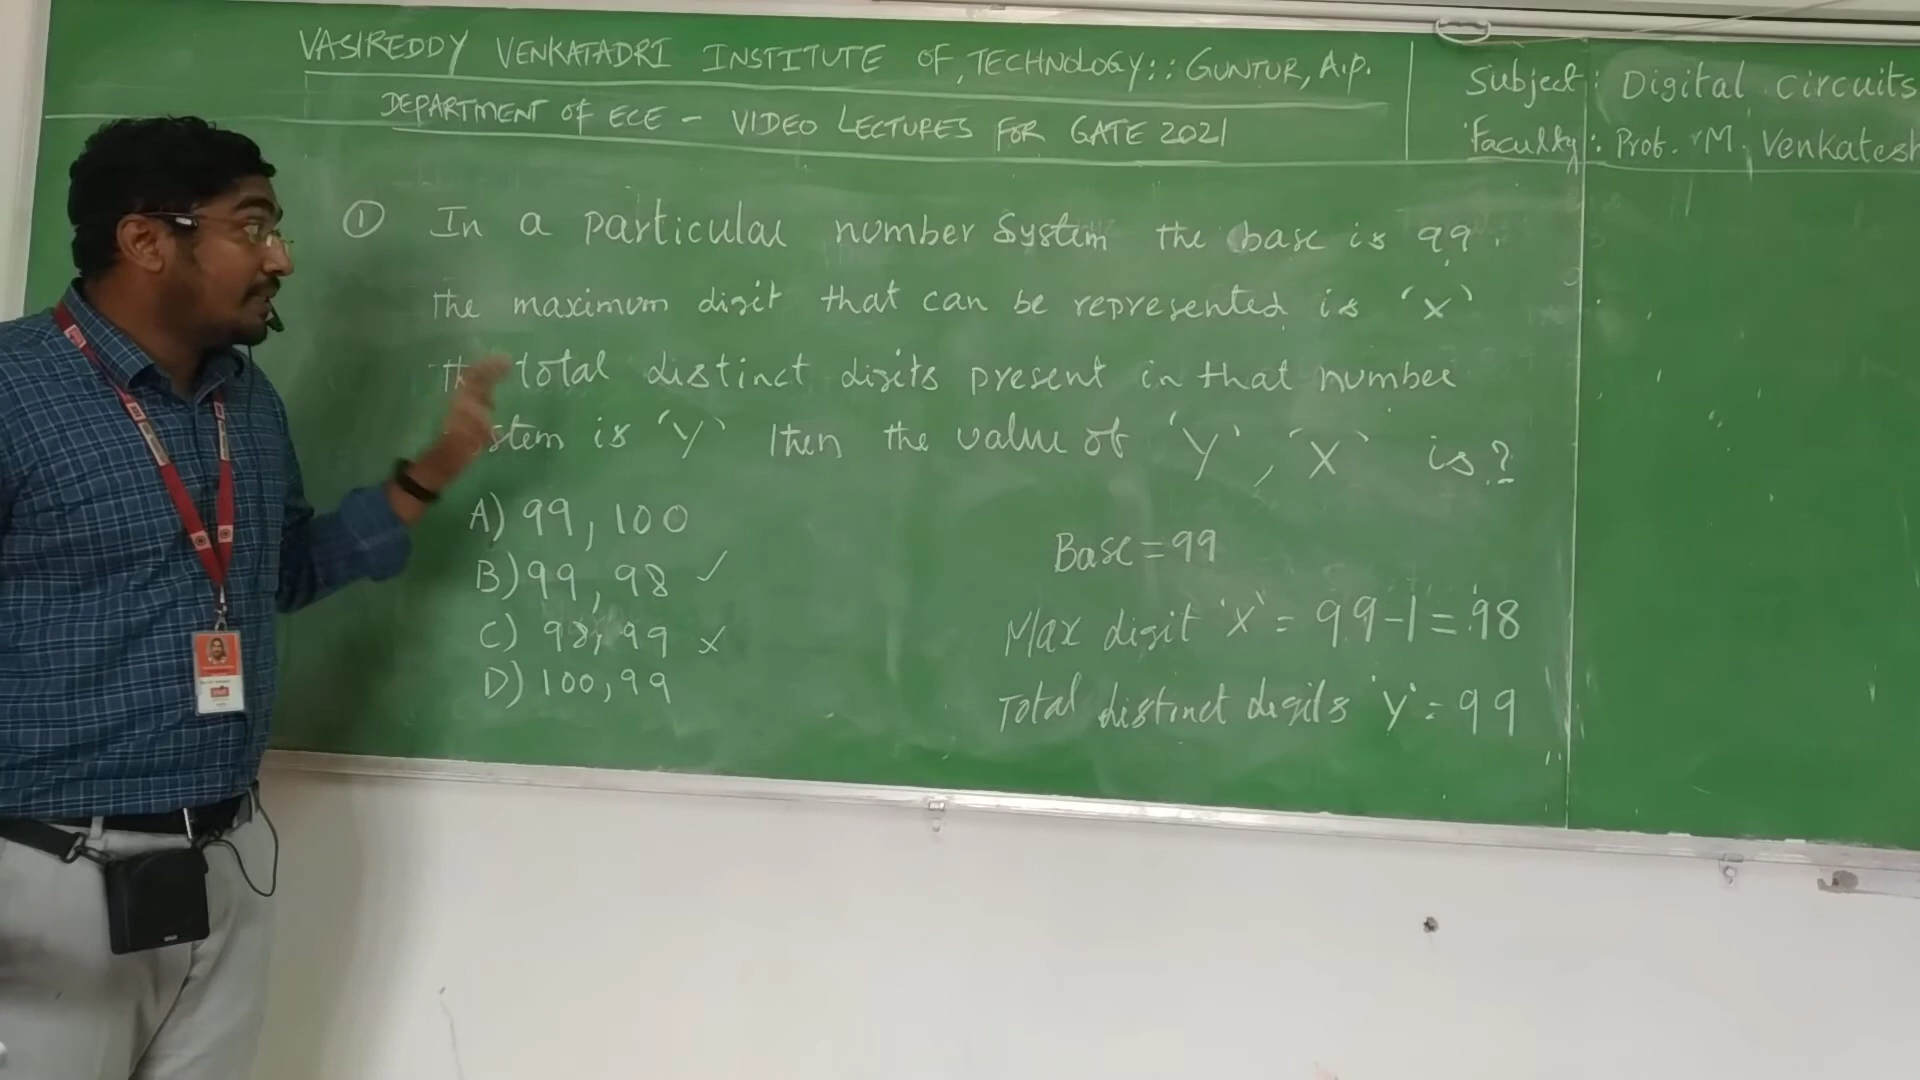 VASIREDDY VENKATADRI INSTITUTE OF TECHNOLOGY:: GUNTUR, A.P.
DEPARTMENT OF ECE - VIDEO LECTURES FOR GATE 2021
Subject : Digital Circuits
Faculty : Prof. M. Venkatesh
① In a particular number System the base is 99.
the maximum digit that can be represented is 'X'
total distinct digits present in that number
stem is 'Y' then the value of 'Y', 'X' is?
A) 99, 100
B) 99, 98 ✓
C) 98, 99 x
D) 100, 99
Base = 99
Max digit 'X' = 99-1 = 98
Total distinct digits 'Y' = 99